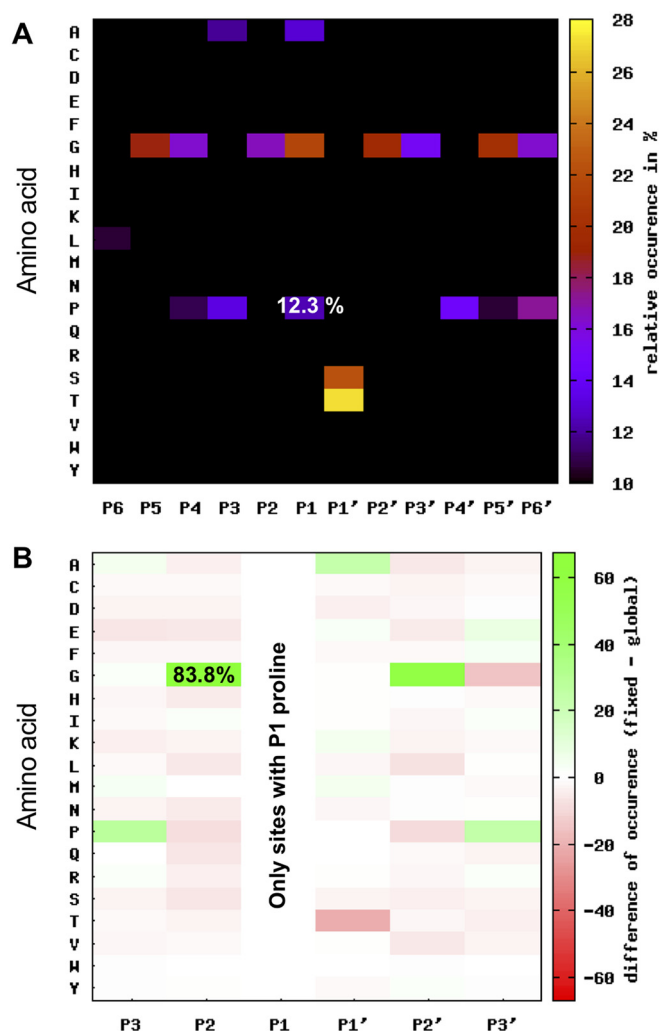 A
Amino acid
A
C
D
E
F
G
H
I
K
L
M
N
P
Q
R
S
T
V
W
Y
12.3 %
P6 P5 P4 P3 P2 P1 P1' P2' P3' P4' P5' P6'
28
26
24
22
20
18
16
14
12
10
relative occurence in %
B
Amino acid
A
C
D
E
F
G
H
I
K
L
M
N
P
Q
R
S
T
V
W
Y
83.8%
Only sites with P1 proline
P3 P2 P1 P1' P2' P3'
60
40
20
0
-20
-40
-60
difference of occurence (fixed - global)